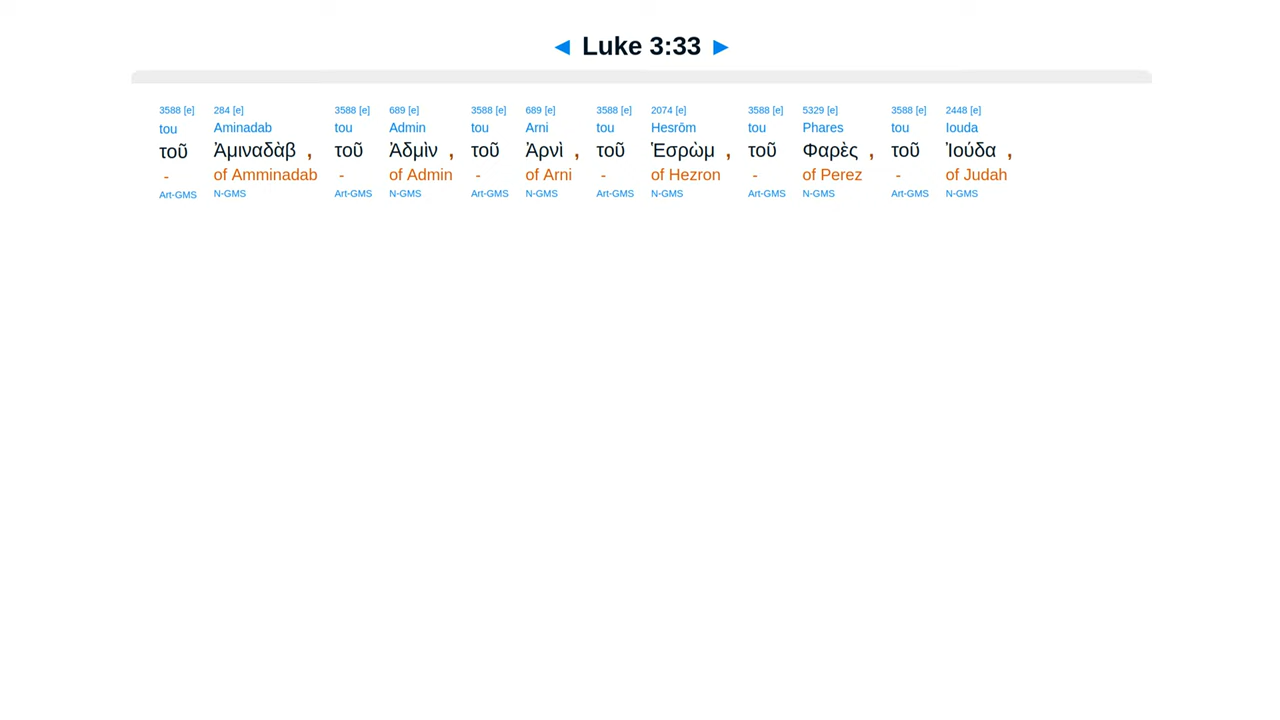 ◄ Luke 3:33 ►
3588 [e] 284 [e] 3588 [e] 689 [e] 3588 [e] 689 [e] 3588 [e] 2074 [e] 3588 [e] 5329 [e] 3588 [e] 2448 [e]
tou Aminadab tou Admin tou Arni tou Hesrōm tou Phares tou Iouda
τοῦ Ἀμιναδὰβ , τοῦ Ἀδμὶν , τοῦ Ἀρνὶ , τοῦ Ἑσρὼμ , τοῦ Φαρὲς , τοῦ Ἰούδα ,
- of Amminadab - of Admin - of Arni - of Hezron - of Perez - of Judah
Art-GMS N-GMS Art-GMS N-GMS Art-GMS N-GMS Art-GMS N-GMS Art-GMS N-GMS Art-GMS N-GMS